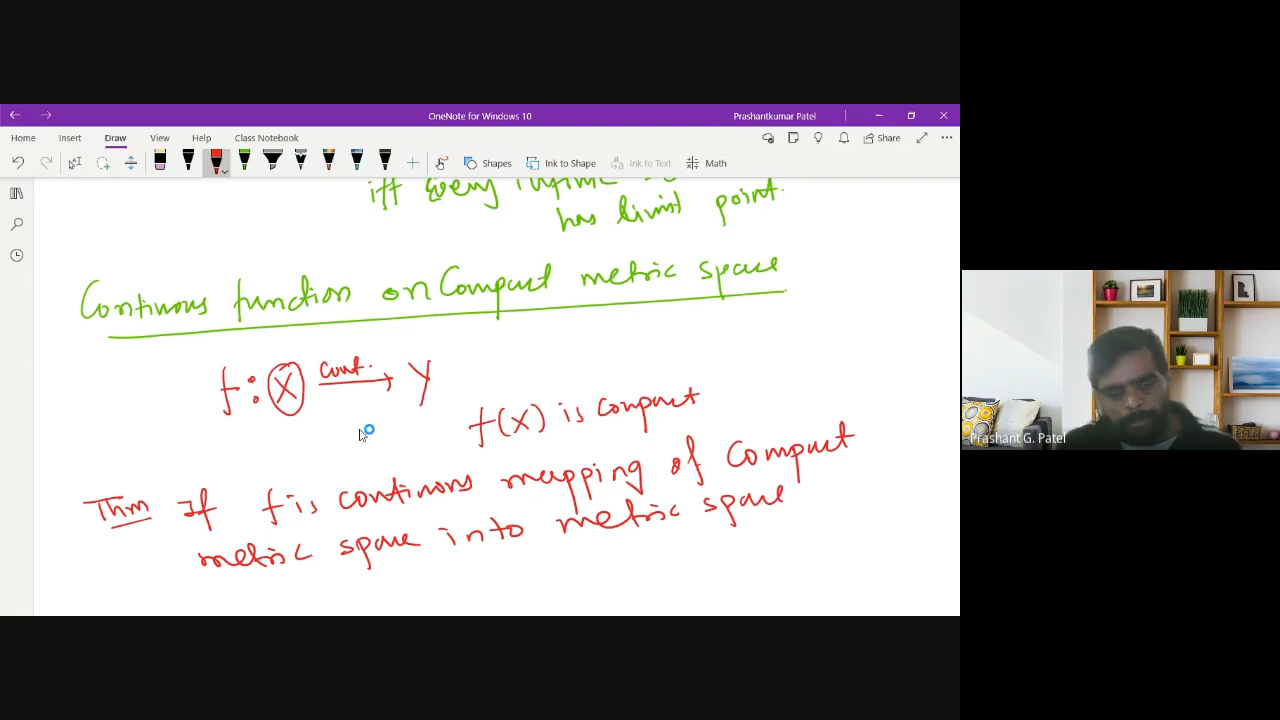 OneNote for Windows 10
Prashantkumar Patel
Home Insert Draw View Help Class Notebook
Share
Shapes Ink to Shape Ink to Text Math
iff every
has limit point.
Continuous function on Compact metric space
f : X cont. Y
f(X) is compact
Thm If f is continuous mapping of Compact
metric space into metric space
Prashant G. Patel